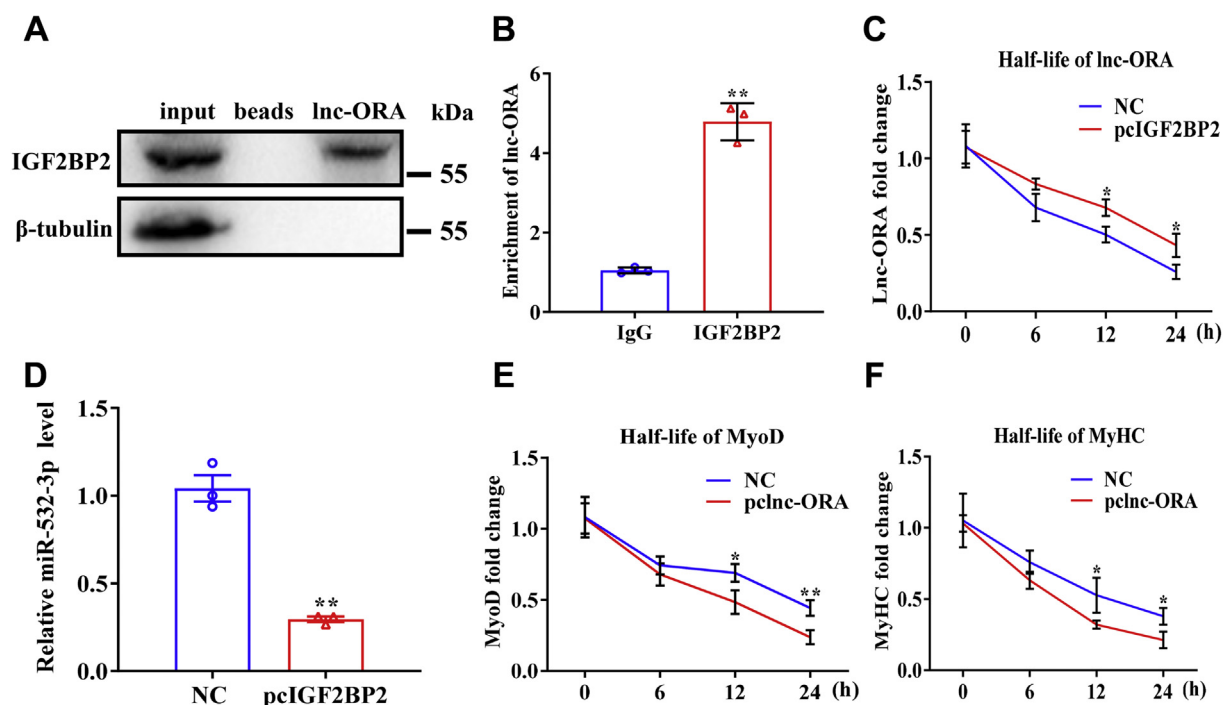 A
input beads lnc-ORA kDa
IGF2BP2
55
β-tubulin
55
B
Enrichment of lnc-ORA
6
4
2
0
**
IgG IGF2BP2
C
Half-life of lnc-ORA
NC
pcIGF2BP2
Lnc-ORA fold change
1.5
1.0
0.5
0.0
*
*
0 6 12 24 (h)
D
Relative miR-532-3p level
1.5
1.0
0.5
0.0
**
NC pcIGF2BP2
E
Half-life of MyoD
NC
pclnc-ORA
MyoD fold change
1.5
1.0
0.5
0.0
*
**
0 6 12 24 (h)
F
Half-life of MyHC
NC
pclnc-ORA
MyHC fold change
1.5
1.0
0.5
0.0
*
*
0 6 12 24 (h)